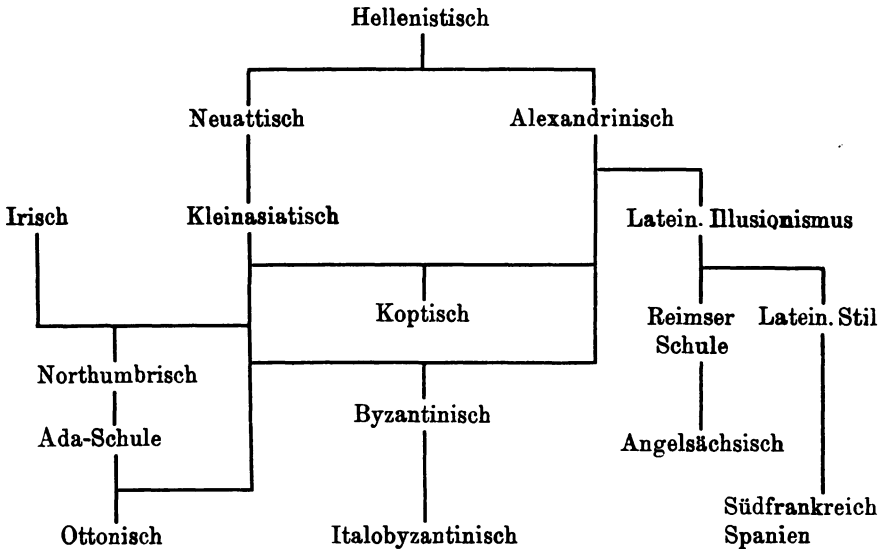 Hellenistisch
Neuattisch Alexandrinisch
Irisch Kleinasiatisch Latein. Illusionismus
Koptisch Reimser Schule Latein. Stil
Northumbrisch
Byzantinisch
Ada-Schule Angelsächsisch
Ottonisch Italobyzantinisch Südfrankreich
Spanien